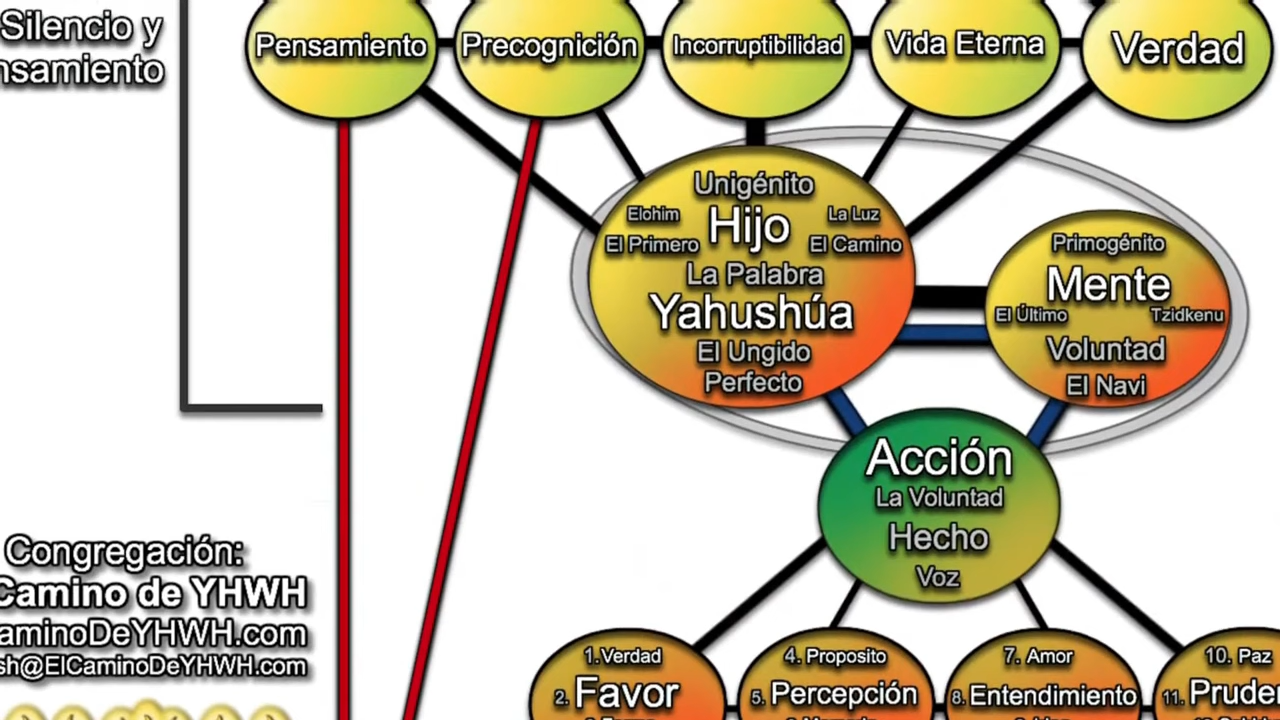 Silencio y
Pensamiento
Precognición
Incorruptibilidad
Vida Eterna
Verdad
Unigénito
Elohim
Hijo
La Luz
El Primero
El Camino
La Palabra
Yahushúa
El Ungido
Perfecto
Primogénito
Mente
El Último
Tzidkenu
Voluntad
El Navi
Acción
La Voluntad
Hecho
Voz
Congregación:
Camino de YHWH
aminoDeYHWH.com
sh@ElCaminoDeYHWH.com
1.Verdad
2. Favor
4. Proposito
5. Percepción
7. Amor
8. Entendimiento
10. Paz
11.